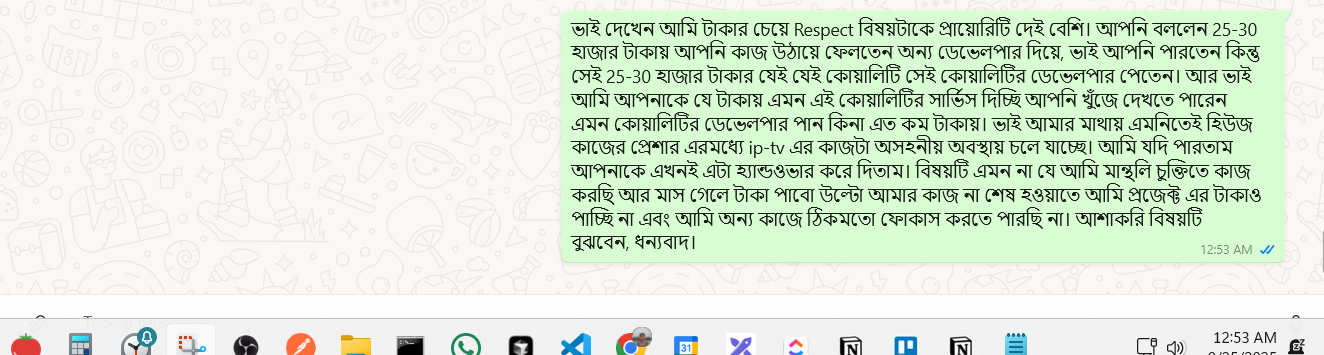 ভাই দেখেন আমি টাকার চেয়ে Respect বিষয়টাকে প্রায়োরিটি দেই বেশি। আপনি বললেন 25-30
হাজার টাকায় আপনি কাজ উঠায়ে ফেলতেন অন্য ডেভেলপার দিয়ে, ভাই আপনি পারতেন কিন্তু
সেই 25-30 হাজার টাকার যেই যেই কোয়ালিটি সেই কোয়ালিটির ডেভেলপার পেতেন। আর ভাই
আমি আপনাকে যে টাকায় এমন এই কোয়ালিটির সার্ভিস দিচ্ছি আপনি খুঁজে দেখতে পারেন
এমন কোয়ালিটির ডেভেলপার পান কিনা এত কম টাকায়। ভাই আমার মাথায় এমনিতেই হিউজ
কাজের প্রেশার এরমধ্যে ip-tv এর কাজটা অসহনীয় অবস্থায় চলে যাচ্ছে। আমি যদি পারতাম
আপনাকে এখনই এটা হ্যান্ডওভার করে দিতাম। বিষয়টি এমন না যে আমি মান্থলি চুক্তিতে কাজ
করছি আর মাস গেলে টাকা পাবো উল্টো আমার কাজ না শেষ হওয়াতে আমি প্রজেক্ট এর টাকাও
পাচ্ছি না এবং আমি অন্য কাজে ঠিকমতো ফোকাস করতে পারছি না। আশাকরি বিষয়টি
বুঝবেন, ধন্যবাদ।
12:53 AM
31
12:53 AM